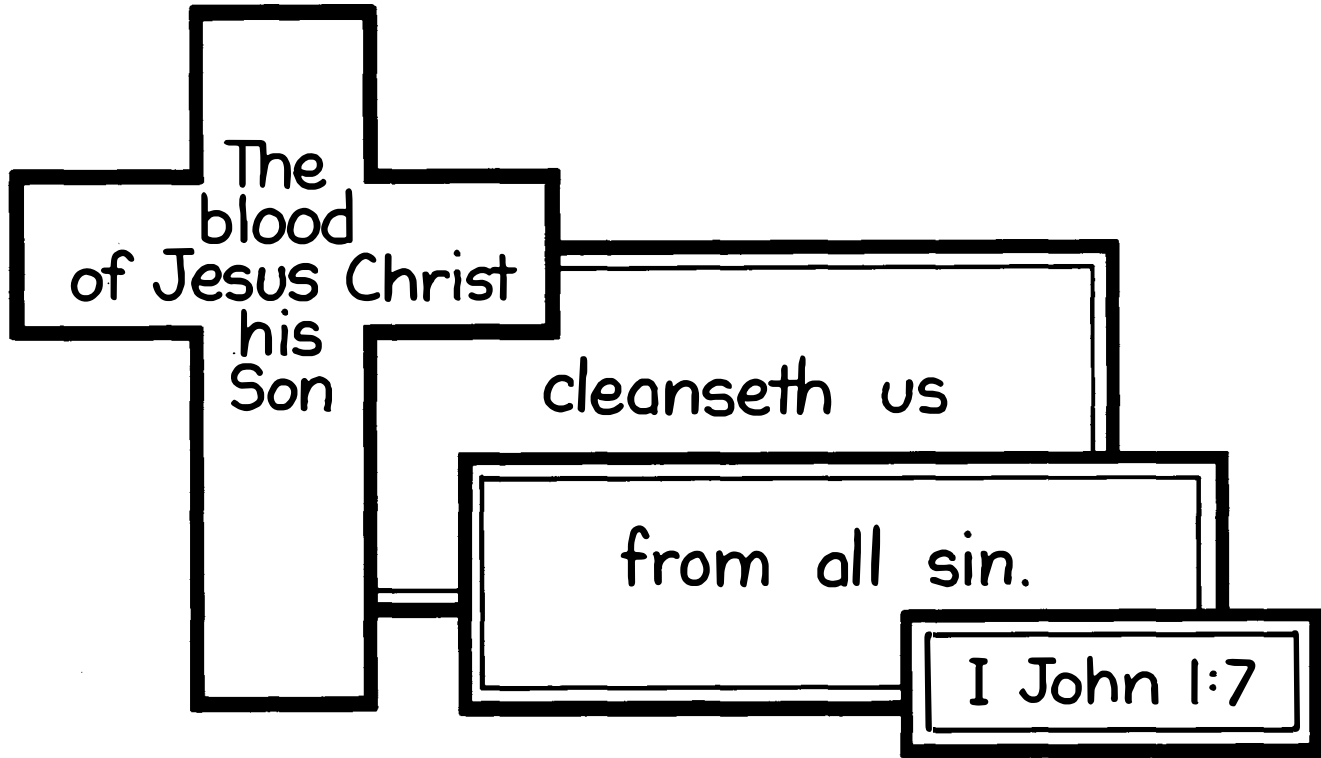 The
blood
of Jesus Christ
his
Son
cleanseth us
from all sin.
I John 1:7